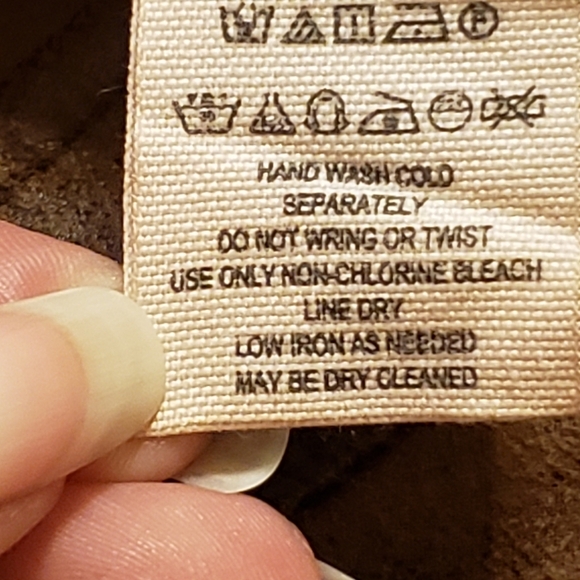 P
30
HAND WASH COLD
SEPARATELY
DO NOT WRING OR TWIST
USE ONLY NON-CHLORINE BLEACH
LINE DRY
LOW IRON AS NEEDED
MAY BE DRY CLEANED